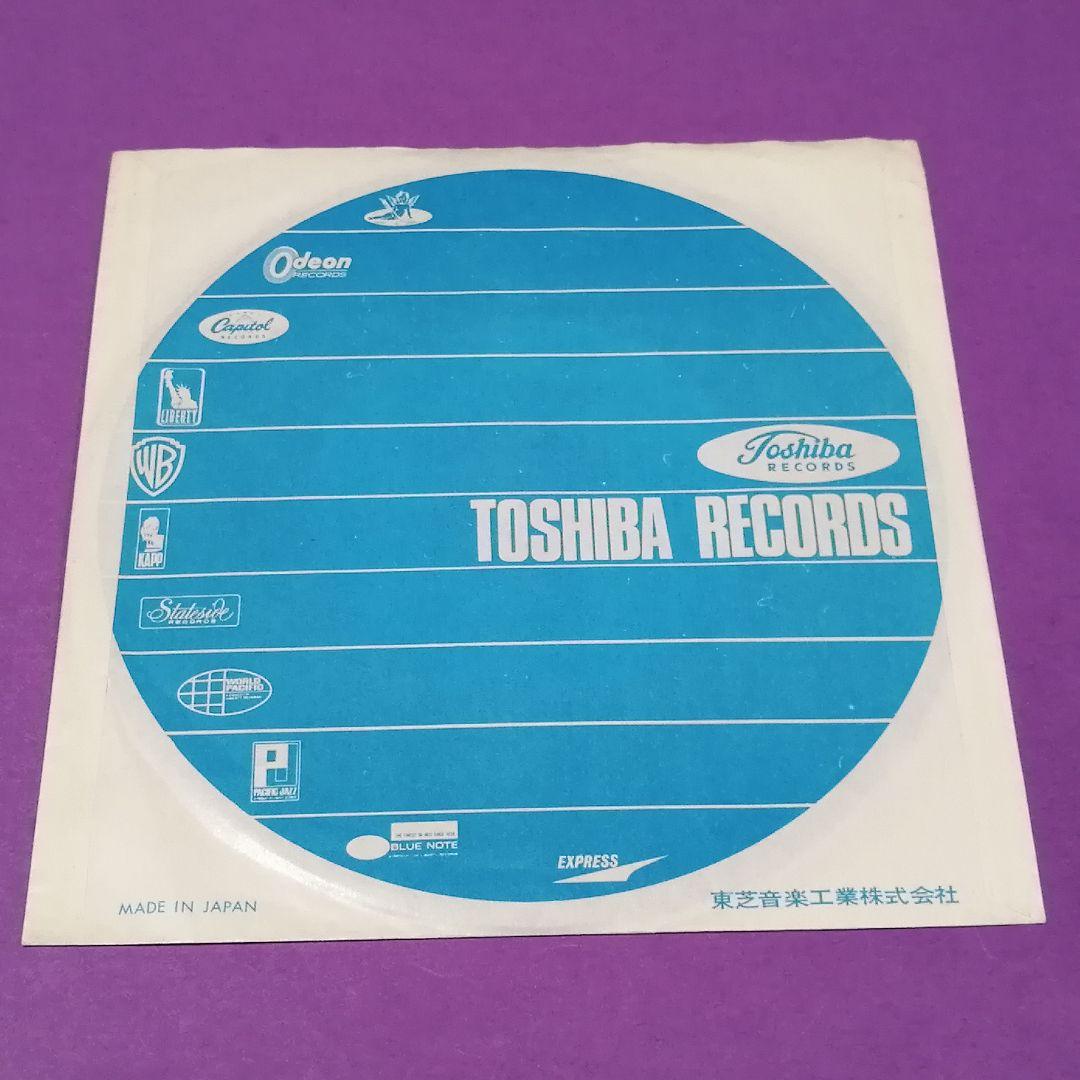 Odeon
RECORDS
Capitol
RECORDS
LIBERTY
WB
Toshiba
RECORDS
TOSHIBA RECORDS
KAPP
Stateside
RECORDS
WORLD
PACIFIC
P
PACIFIC JAZZ
BLUE NOTE
EXPRESS
MADE IN JAPAN
東芝音楽工業株式会社